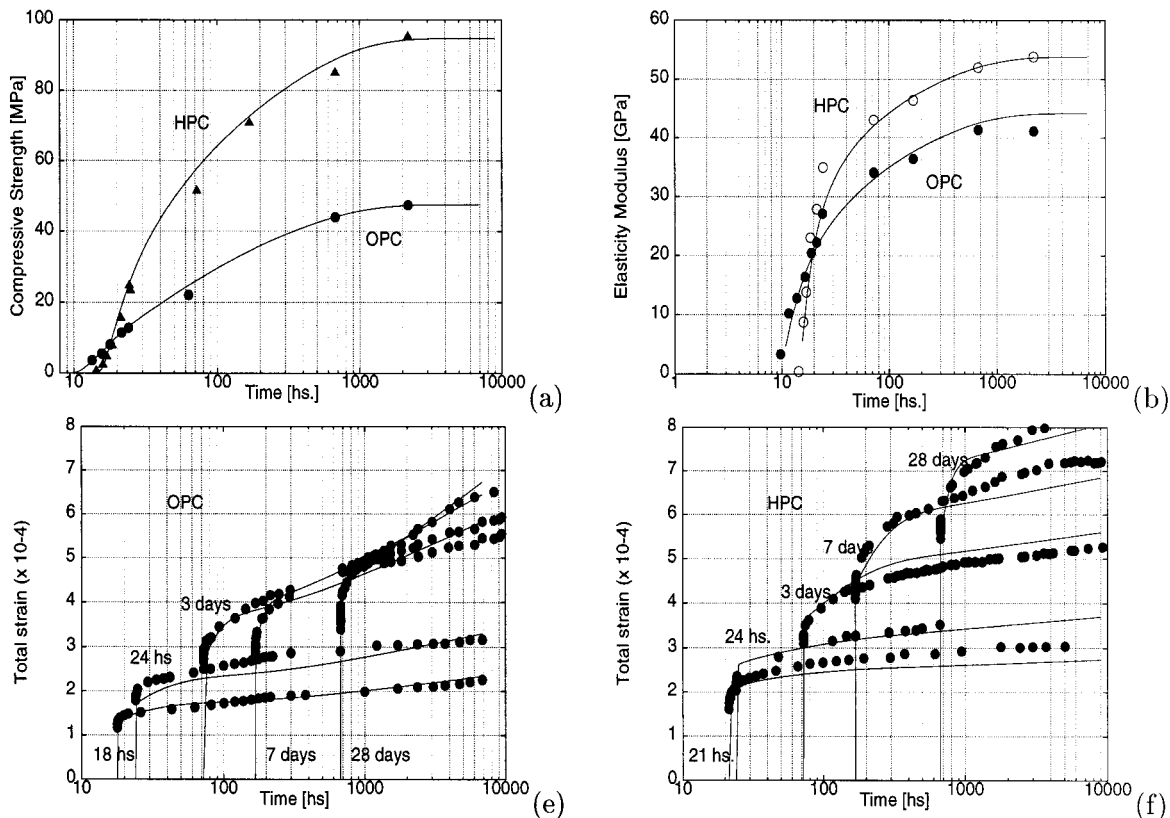 Compressive Strength [MPa]
100
80
60
40
20
0
HPC
OPC
10
100
1000
10000
Time [hs.]
(a)
Elasticity Modulus [GPa]
60
50
40
30
20
10
0
HPC
OPC
1
10
100
1000
10000
Time [hs.]
(b)
Total strain (x 10-4)
8
7
6
5
4
3
2
1
0
OPC
3 days
24 hs
18 hs
7 days
28 days
10
100
1000
10000
Time [hs]
(e)
Total strain (x 10-4)
8
7
6
5
4
3
2
1
0
28 days
HPC
7 days
3 days
24 hs.
21 hs.
10
100
1000
10000
Time [hs]
(f)